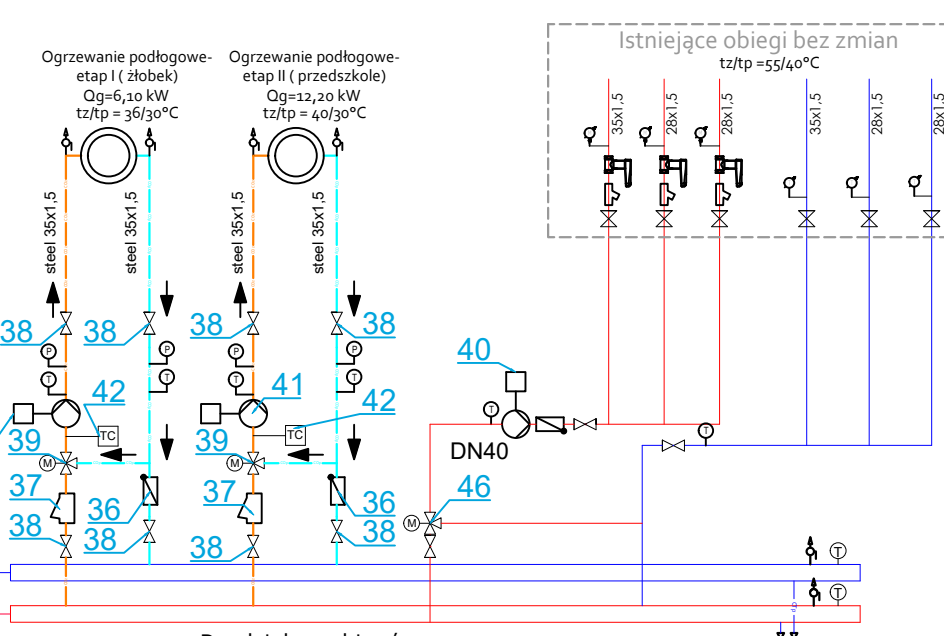 Istniejące obiegi bez zmian
tz/tp =55/40°C
Ogrzewanie podłogowe-
etap I ( żłobek)
Qg=6,10 kW
tz/tp = 36/30°C
Ogrzewanie podłogowe-
etap II ( przedszkole)
Qg=12,20 kW
tz/tp = 40/30°C
35x1,5
28x1,5
28x1,5
35x1,5
28x1,5
28x1,5
steel 35x1,5
steel 35x1,5
steel 35x1,5
steel 35x1,5
38
38
38
38
P
P
P
P
T
T
T
T
40
42
41
42
T
TC
TC
DN40
T
39
39
M
M
37
36
37
36
46
M
38
38
38
38
T
T